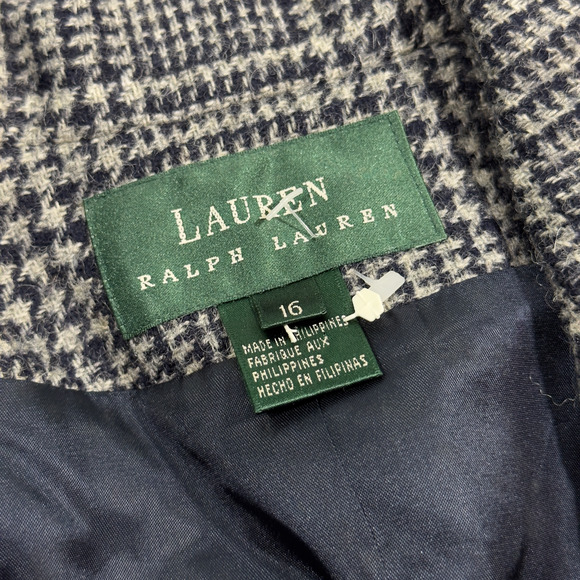 LAUREN
RALPH LAUREN
16
MADE IN PHILIPPINES
FABRIQUE AUX
PHILIPPINES
HECHO EN FILIPINAS